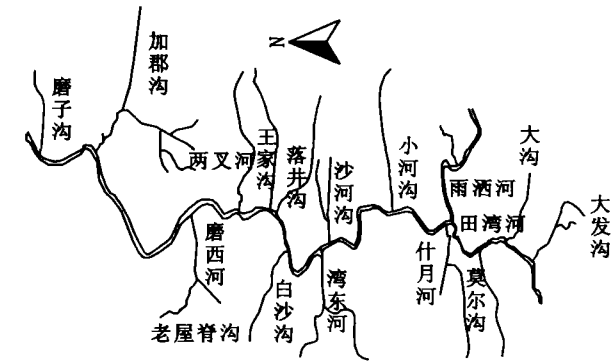 加郡沟
N
磨子沟
两叉河
王家沟
落井沟
沙河沟
小河沟
大沟
雨洒河
田湾河
大发沟
磨西河
老屋脊沟
白沙沟
湾东河
什月河
莫尔沟